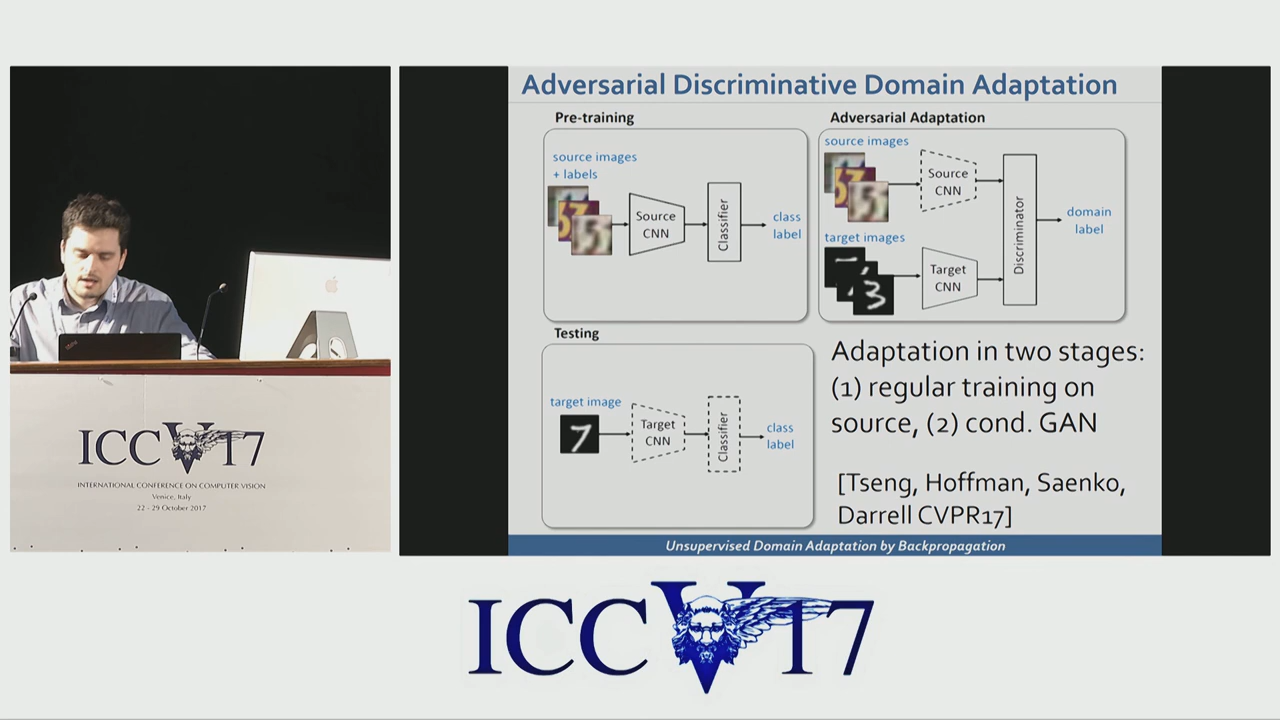 Adversarial Discriminative Domain Adaptation
Pre-training
source images
+ labels
Source
CNN
Classifier
class
label
Adversarial Adaptation
source images
Source
CNN
target images
Target
CNN
Discriminator
domain
label
Testing
target image
7
Target
CNN
Classifier
class
label
Adaptation in two stages:
(1) regular training on
source, (2) cond. GAN
[Tseng, Hoffman, Saenko,
Darrell CVPR17]
Unsupervised Domain Adaptation by Backpropagation
ICCV17
INTERNATIONAL CONFERENCE ON COMPUTER VISION
Venice, Italy
22 - 29 October 2017
ICCV17